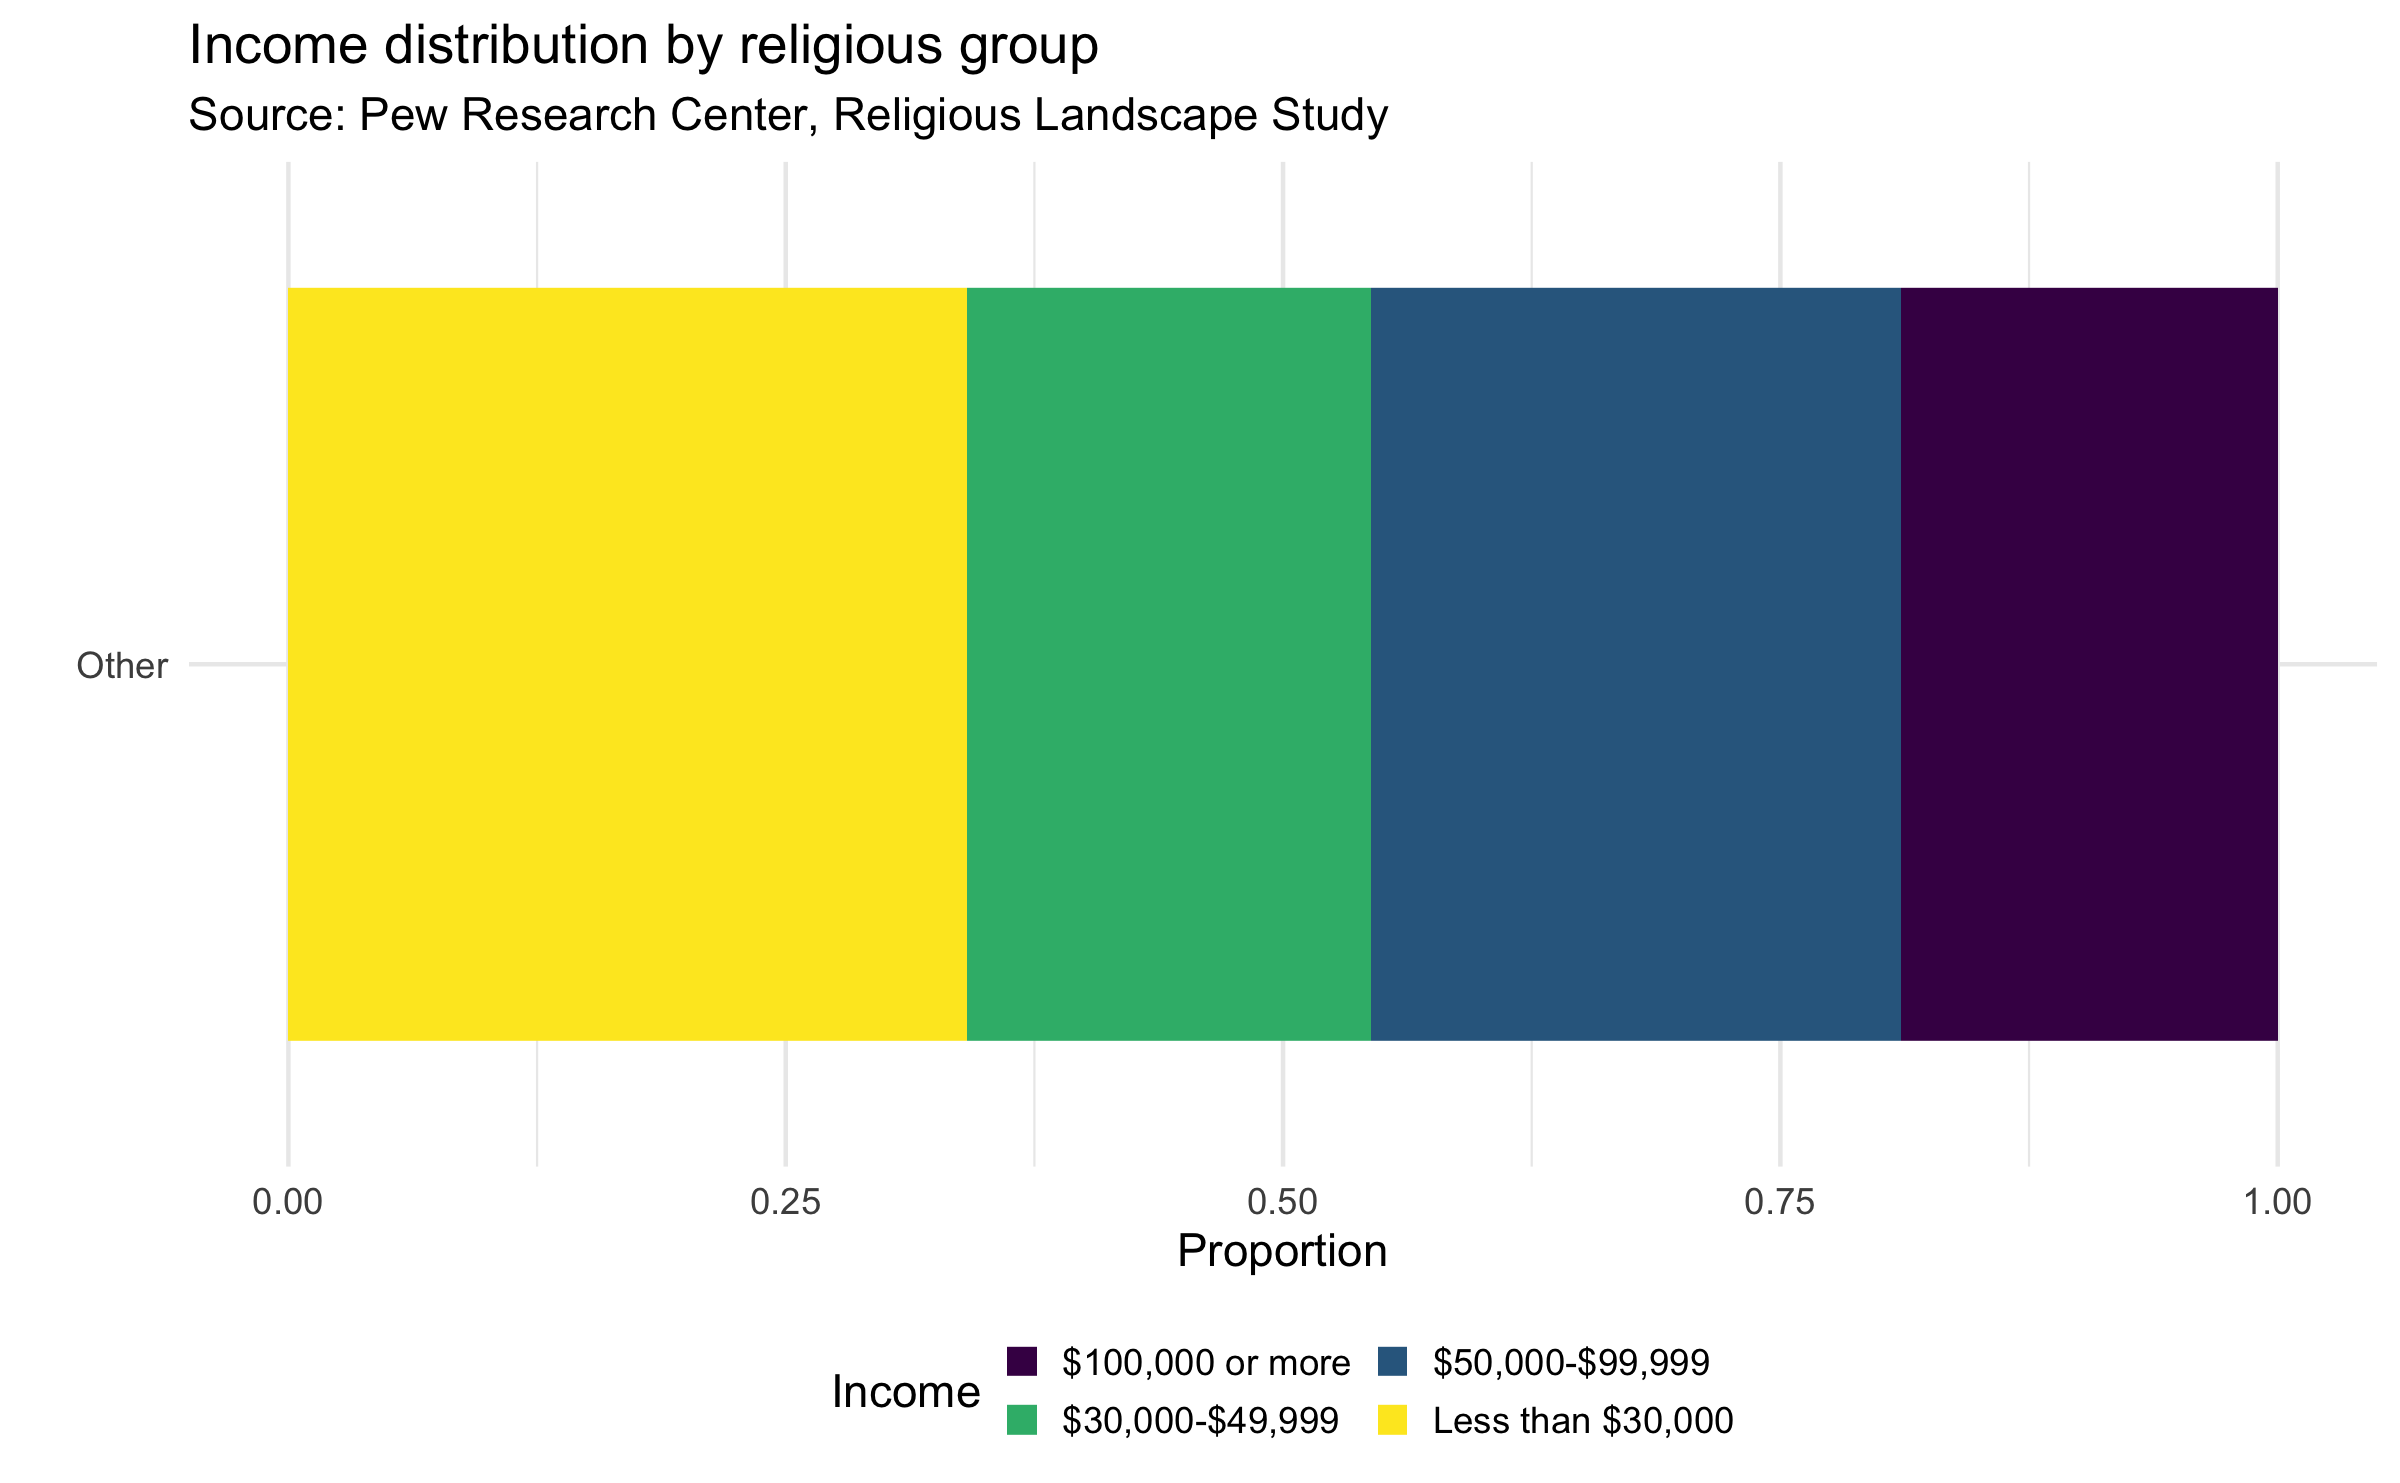 Income distribution by religious group
Source: Pew Research Center, Religious Landscape Study
Other
0.00 0.25 0.50 0.75 1.00
Proportion
Income
$100,000 or more $50,000-$99,999
$30,000-$49,999 Less than $30,000